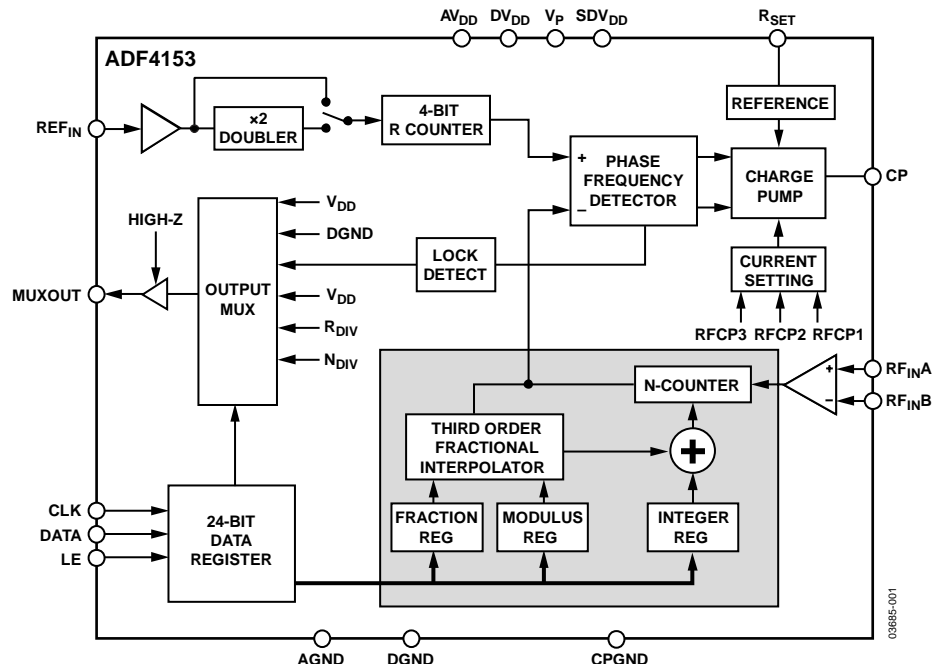 AVDD DVDD VP SDVDD RSET
ADF4153
REFIN
×2
DOUBLER
4-BIT
R COUNTER
REFERENCE
+
−
PHASE
FREQUENCY
DETECTOR
CHARGE
PUMP
CP
HIGH-Z
MUXOUT
OUTPUT
MUX
VDD
DGND
LOCK
DETECT
VDD
RDIV
NDIV
CURRENT
SETTING
RFCP3 RFCP2 RFCP1
N-COUNTER
+
−
RFINA
RFINB
THIRD ORDER
FRACTIONAL
INTERPOLATOR
+
CLK
DATA
LE
24-BIT
DATA
REGISTER
FRACTION
REG
MODULUS
REG
INTEGER
REG
AGND DGND CPGND
03685-001